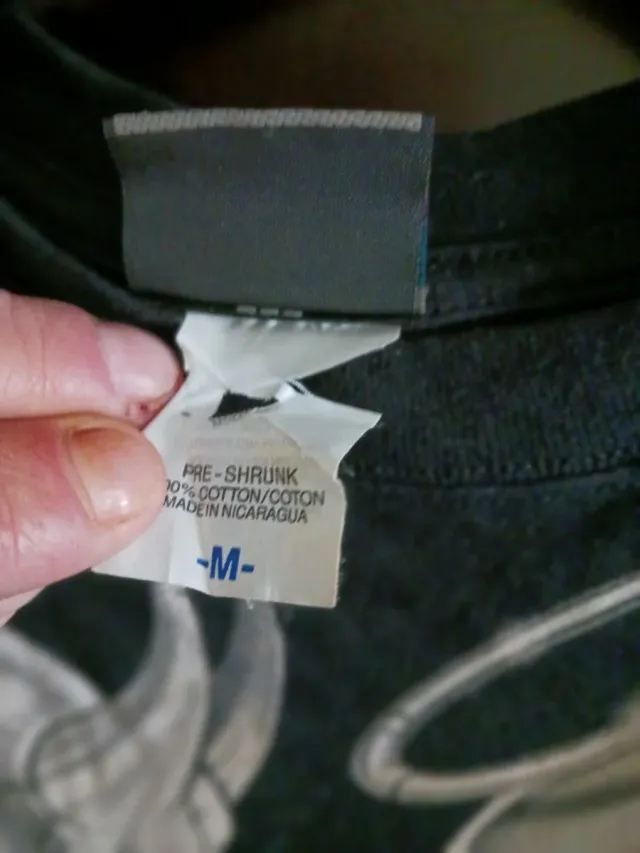 PRE-SHRUNK
00% COTTON/COTON
MADE IN NICARAGUA
-M-